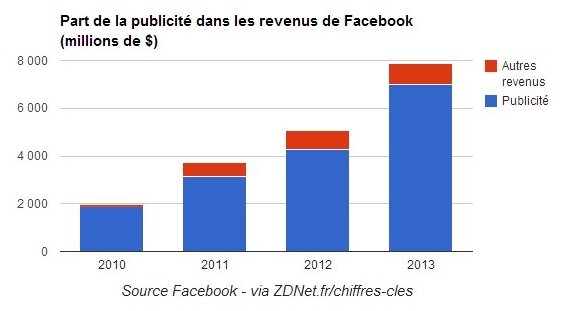 Part de la publicité dans les revenus de Facebook
(millions de $)
8 000
6 000
4 000
2 000
0
2010
2011
2012
2013
Autres
revenus
Publicité
Source Facebook - via ZDNet.fr/chiffres-cles